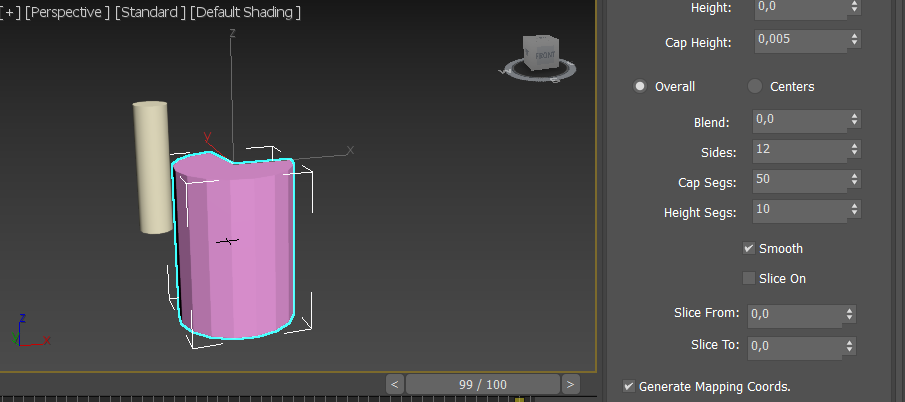 [ + ] [Perspective ] [Standard ] [Default Shading ]
z
y
x
FRONT
z
y
x
< 99 / 100 >
Height: 0,0
Cap Height: 0,005
Overall Centers
Blend: 0,0
Sides: 12
Cap Segs: 50
Height Segs: 10
Smooth
Slice On
Slice From: 0,0
Slice To: 0,0
Generate Mapping Coords.